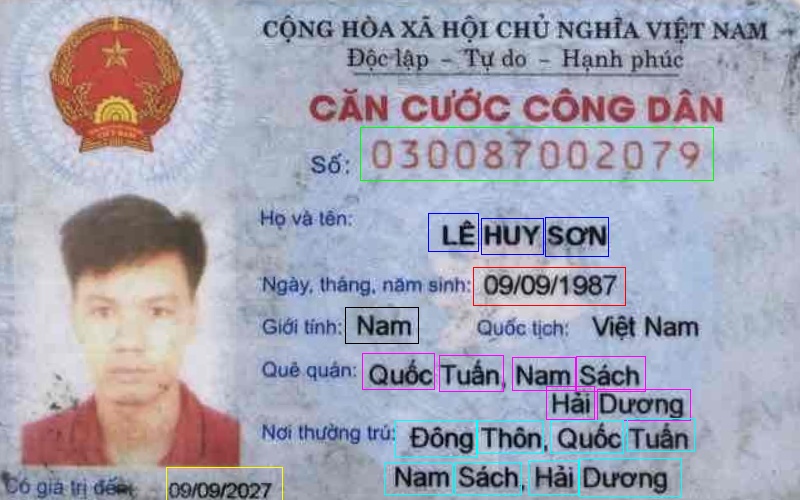 CỘNG HÒA XÃ HỘI CHỦ NGHĨA VIỆT NAM
Độc lập - Tự do - Hạnh phúc
CĂN CƯỚC CÔNG DÂN
Số: 030087002079
Họ và tên: LÊ HUY SƠN
Ngày, tháng, năm sinh: 09/09/1987
Giới tính: Nam Quốc tịch: Việt Nam
Quê quán: Quốc Tuấn, Nam Sách
Hải Dương
Nơi thường trú: Đông Thôn, Quốc Tuấn
Nam Sách, Hải Dương
Có giá trị đến: 09/09/2027